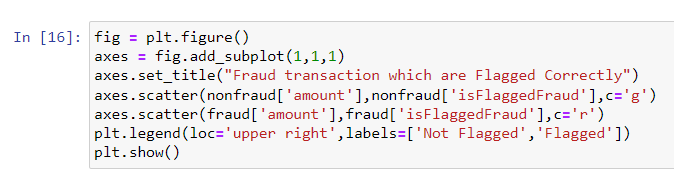 In [16]: fig = plt.figure()
axes = fig.add_subplot(1,1,1)
axes.set_title("Fraud transaction which are Flagged Correctly")
axes.scatter(nonfraud['amount'],nonfraud['isFlaggedFraud'],c='g')
axes.scatter(fraud['amount'],fraud['isFlaggedFraud'],c='r')
plt.legend(loc='upper right',labels=['Not Flagged','Flagged'])
plt.show()